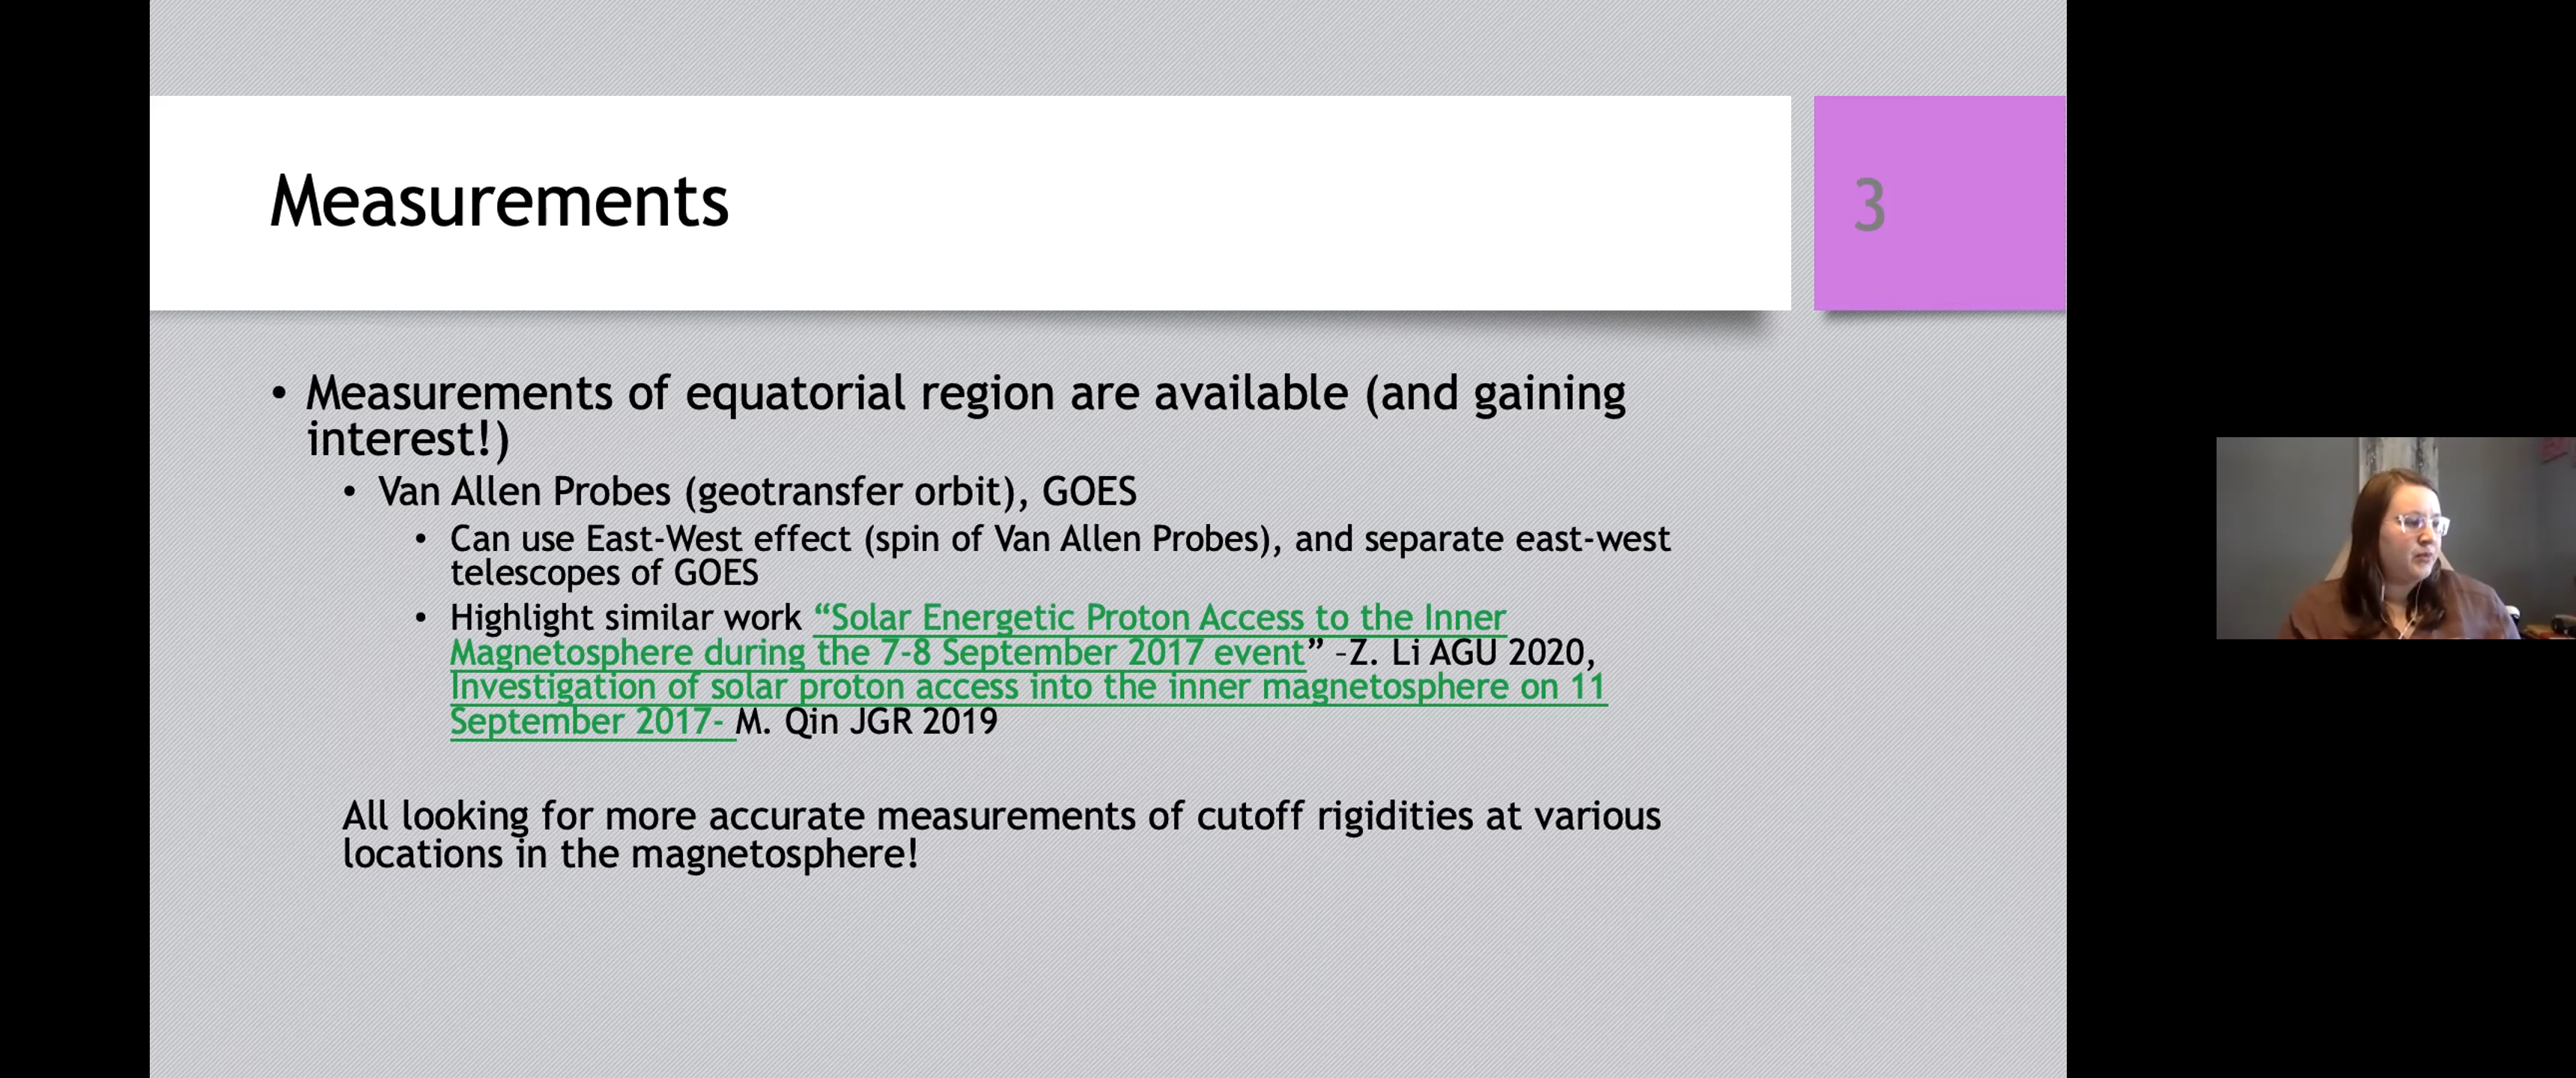 Measurements
3
• Measurements of equatorial region are available (and gaining
interest!)
• Van Allen Probes (geotransfer orbit), GOES
• Can use East-West effect (spin of Van Allen Probes), and separate east-west
telescopes of GOES
• Highlight similar work “Solar Energetic Proton Access to the Inner
Magnetosphere during the 7-8 September 2017 event” –Z. Li AGU 2020,
Investigation of solar proton access into the inner magnetosphere on 11
September 2017- M. Qin JGR 2019
All looking for more accurate measurements of cutoff rigidities at various
locations in the magnetosphere!